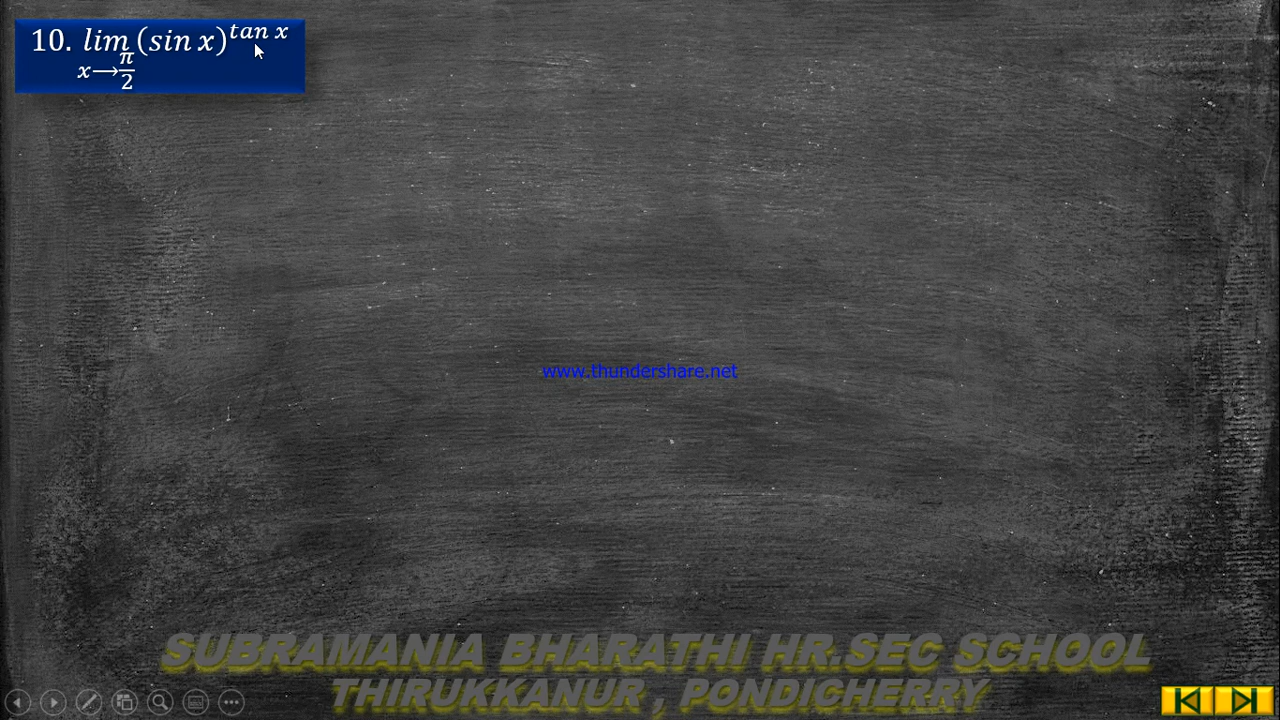 10. lim (sin x)^{tan x}
x⟶π/2
www.thundershare.net
SUBRAMANIA BHARATHI HR.SEC SCHOOL
THIRUKKANUR , PONDICHERRY